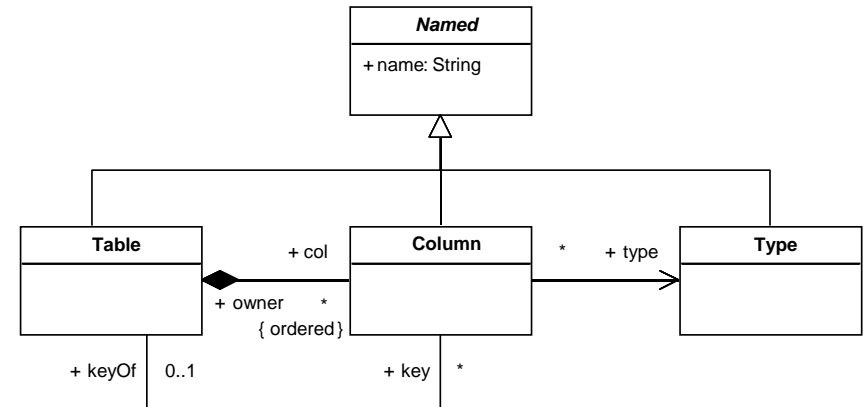 Named
+ name: String
Table
Column
Type
+ col
* + type
+ owner *
{ ordered }
+ keyOf 0..1
+ key *